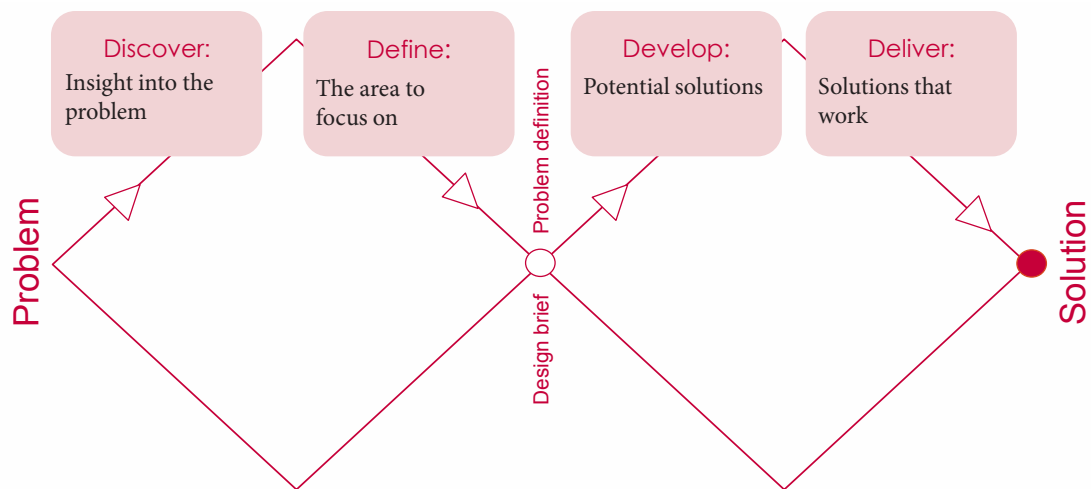 Discover:
Insight into the
problem
Define:
The area to
focus on
Develop:
Potential solutions
Deliver:
Solutions that
work
Problem
Problem definition
Design brief
Solution